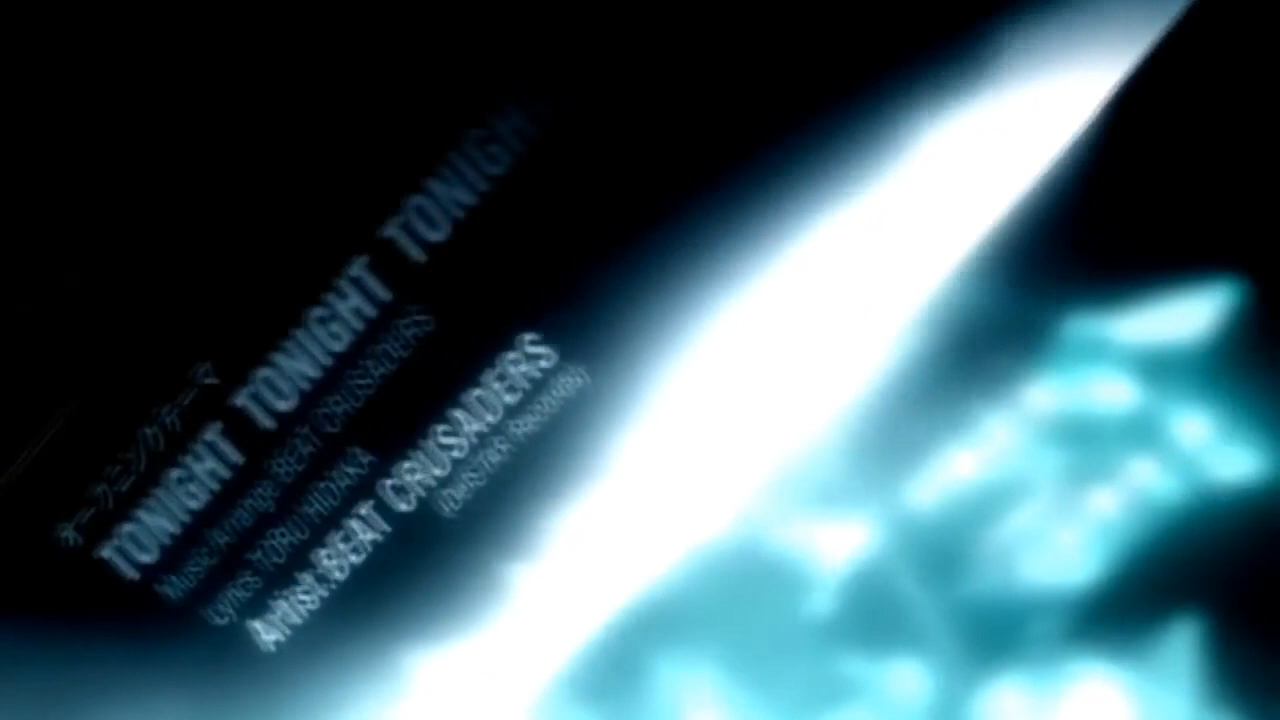 オープニングテーマ
TONIGHT TONIGHT TONIGH
Music/Arrange BEAT CRUSADERS
Lyrics TORU HIDAKA
Artist:BEAT CRUSADERS
(DefSTAR Records)